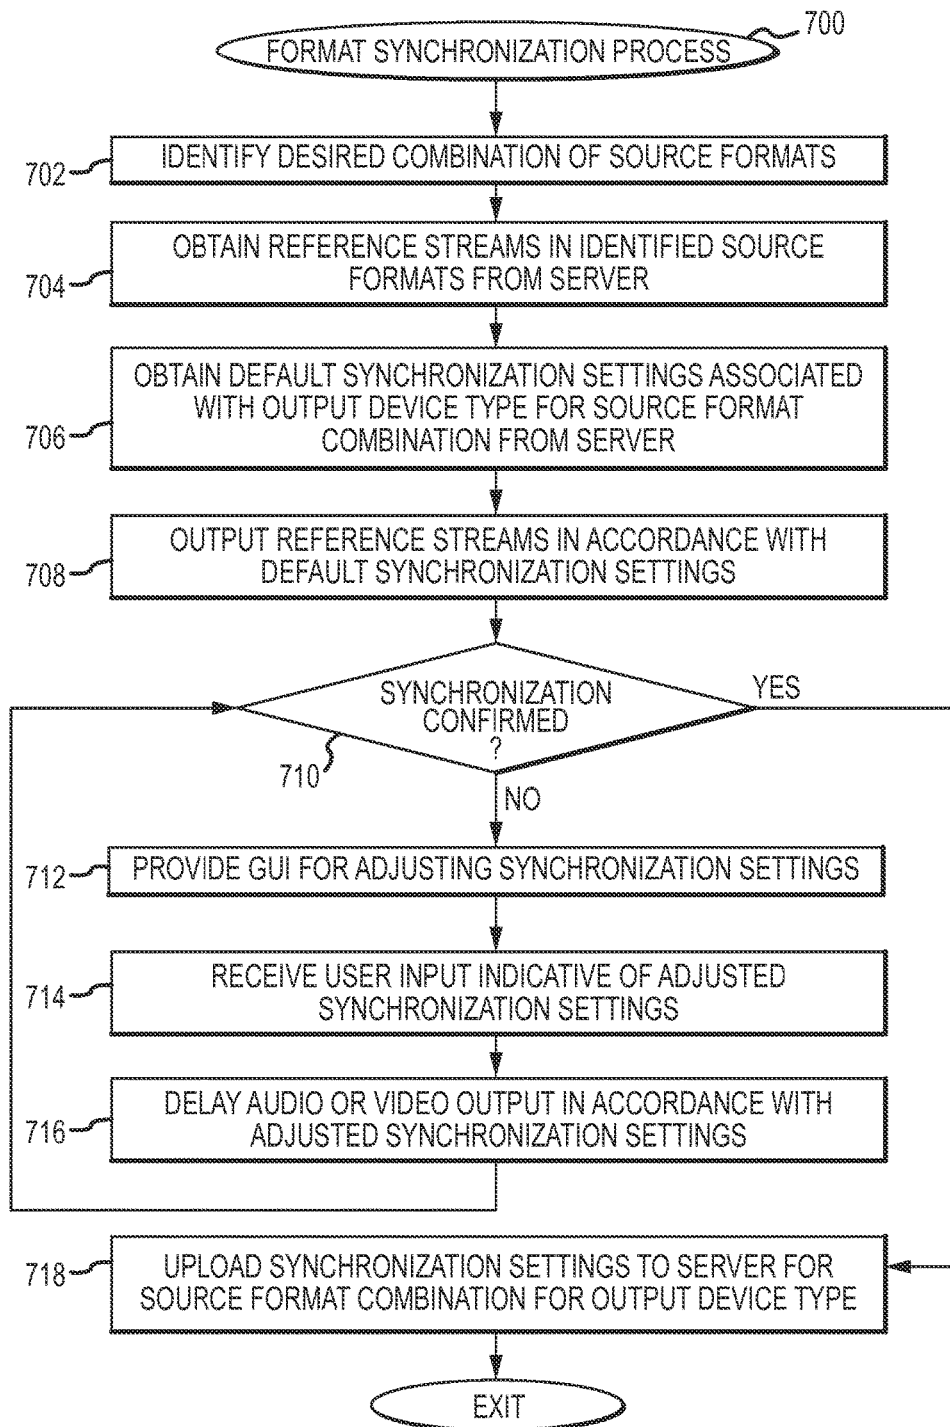 700
FORMAT SYNCHRONIZATION PROCESS
702
IDENTIFY DESIRED COMBINATION OF SOURCE FORMATS
704
OBTAIN REFERENCE STREAMS IN IDENTIFIED SOURCE
FORMATS FROM SERVER
706
OBTAIN DEFAULT SYNCHRONIZATION SETTINGS ASSOCIATED
WITH OUTPUT DEVICE TYPE FOR SOURCE FORMAT
COMBINATION FROM SERVER
708
OUTPUT REFERENCE STREAMS IN ACCORDANCE WITH
DEFAULT SYNCHRONIZATION SETTINGS
SYNCHRONIZATION
CONFIRMED
?
YES
710
NO
712
PROVIDE GUI FOR ADJUSTING SYNCHRONIZATION SETTINGS
714
RECEIVE USER INPUT INDICATIVE OF ADJUSTED
SYNCHRONIZATION SETTINGS
716
DELAY AUDIO OR VIDEO OUTPUT IN ACCORDANCE WITH
ADJUSTED SYNCHRONIZATION SETTINGS
718
UPLOAD SYNCHRONIZATION SETTINGS TO SERVER FOR
SOURCE FORMAT COMBINATION FOR OUTPUT DEVICE TYPE
EXIT